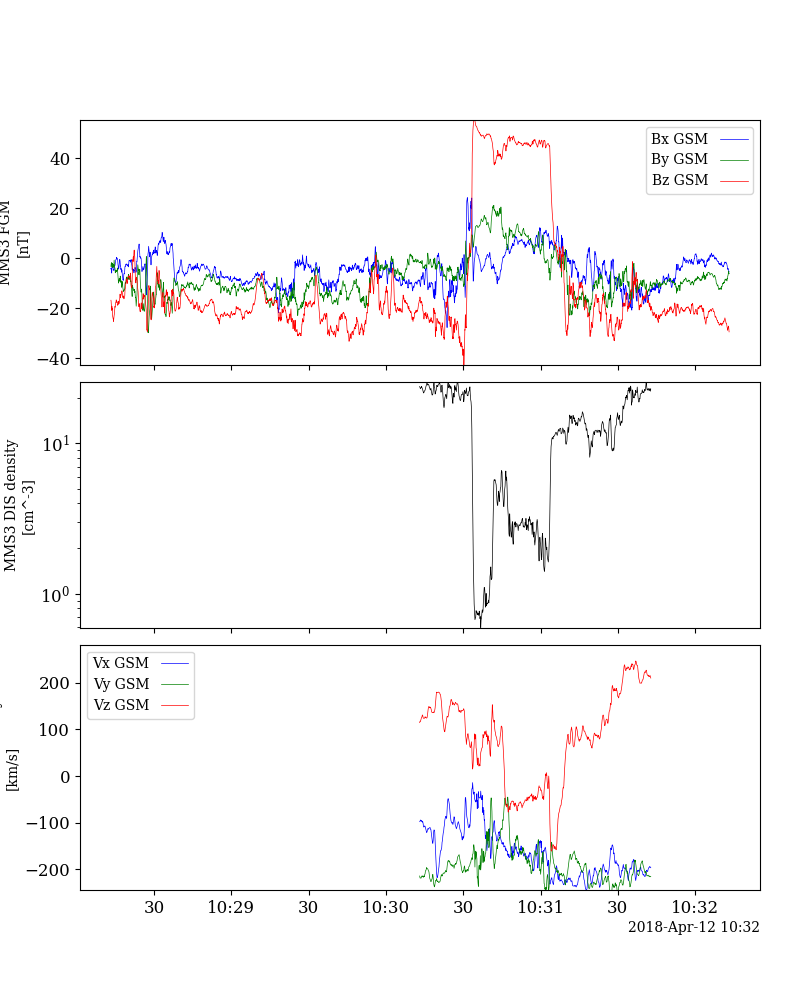 MMS3 FGM
[nT]
40
20
0
−20
−40
Bx GSM
By GSM
Bz GSM
MMS3 DIS density
[cm^-3]
10^1
10^0
[km/s]
200
100
0
−100
−200
Vx GSM
Vy GSM
Vz GSM
30 10:29 30 10:30 30 10:31 30 10:32
2018-Apr-12 10:32